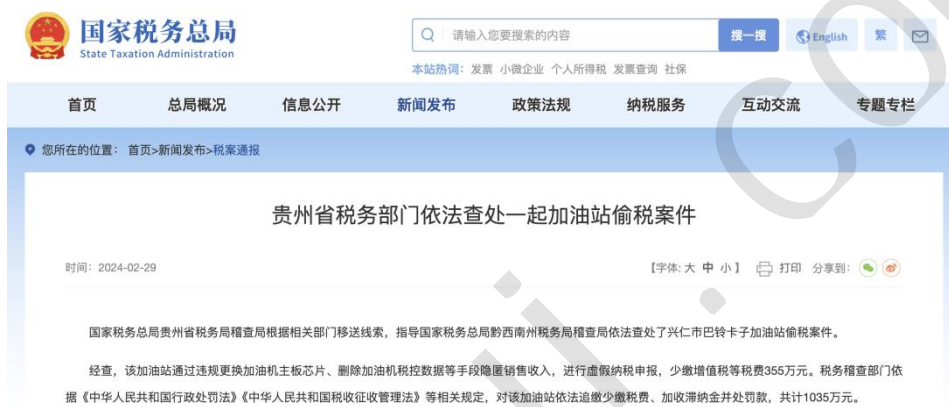 国家税务总局
State Taxation Administration
请输入您要搜索的内容
搜一搜
English
繁
本站热词：发票 小微企业 个人所得税 发票查询 社保
首页 总局概况 信息公开 新闻发布 政策法规 纳税服务 互动交流 专题专栏
您所在的位置： 首页>新闻发布>税案通报
贵州省税务部门依法查处一起加油站偷税案件
时间：2024-02-29
【字体:大 中 小】 打印 分享到:
国家税务总局贵州省税务局稽查局根据相关部门移送线索，指导国家税务总局黔西南州税务局稽查局依法查处了兴仁市巴铃卡子加油站偷税案件。
经查，该加油站通过违规更换加油机主板芯片、删除加油机税控数据等手段隐匿销售收入，进行虚假纳税申报，少缴增值税等税费355万元。税务稽查部门依
据《中华人民共和国行政处罚法》《中华人民共和国税收征收管理法》等相关规定，对该加油站依法追缴少缴税费、加收滞纳金并处罚款，共计1035万元。